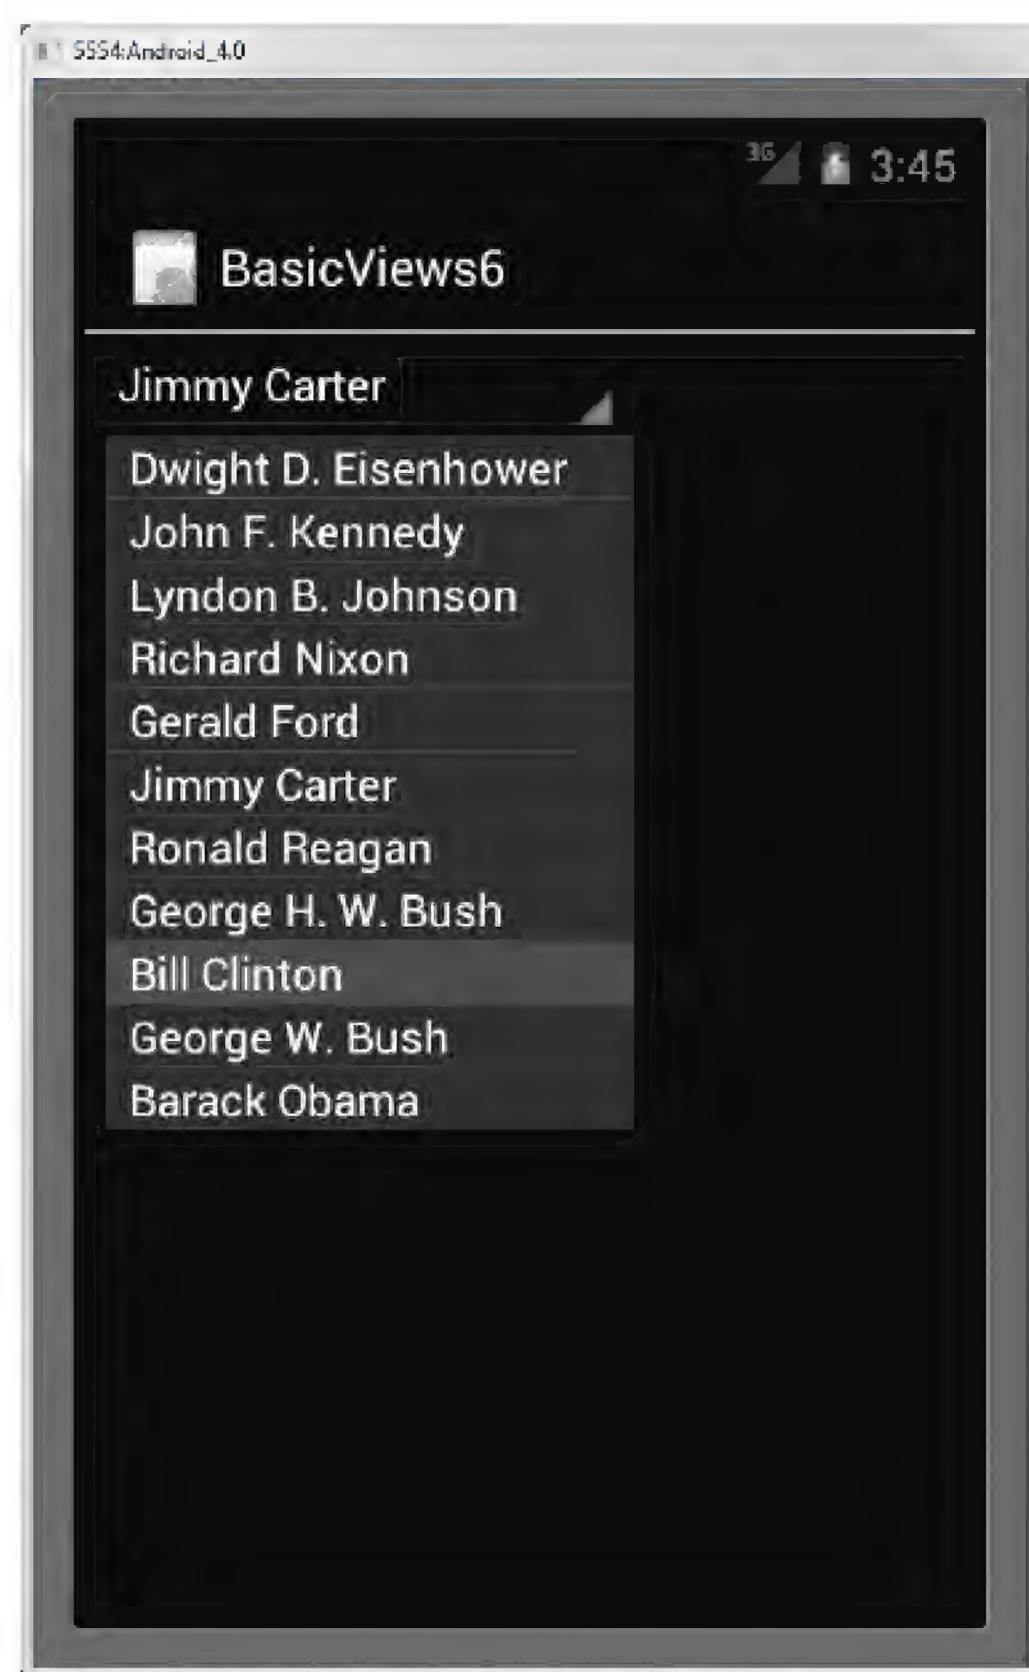 5554:Android_4.0
3G 3:45
BasicViews6
Jimmy Carter
Dwight D. Eisenhower
John F. Kennedy
Lyndon B. Johnson
Richard Nixon
Gerald Ford
Jimmy Carter
Ronald Reagan
George H. W. Bush
Bill Clinton
George W. Bush
Barack Obama